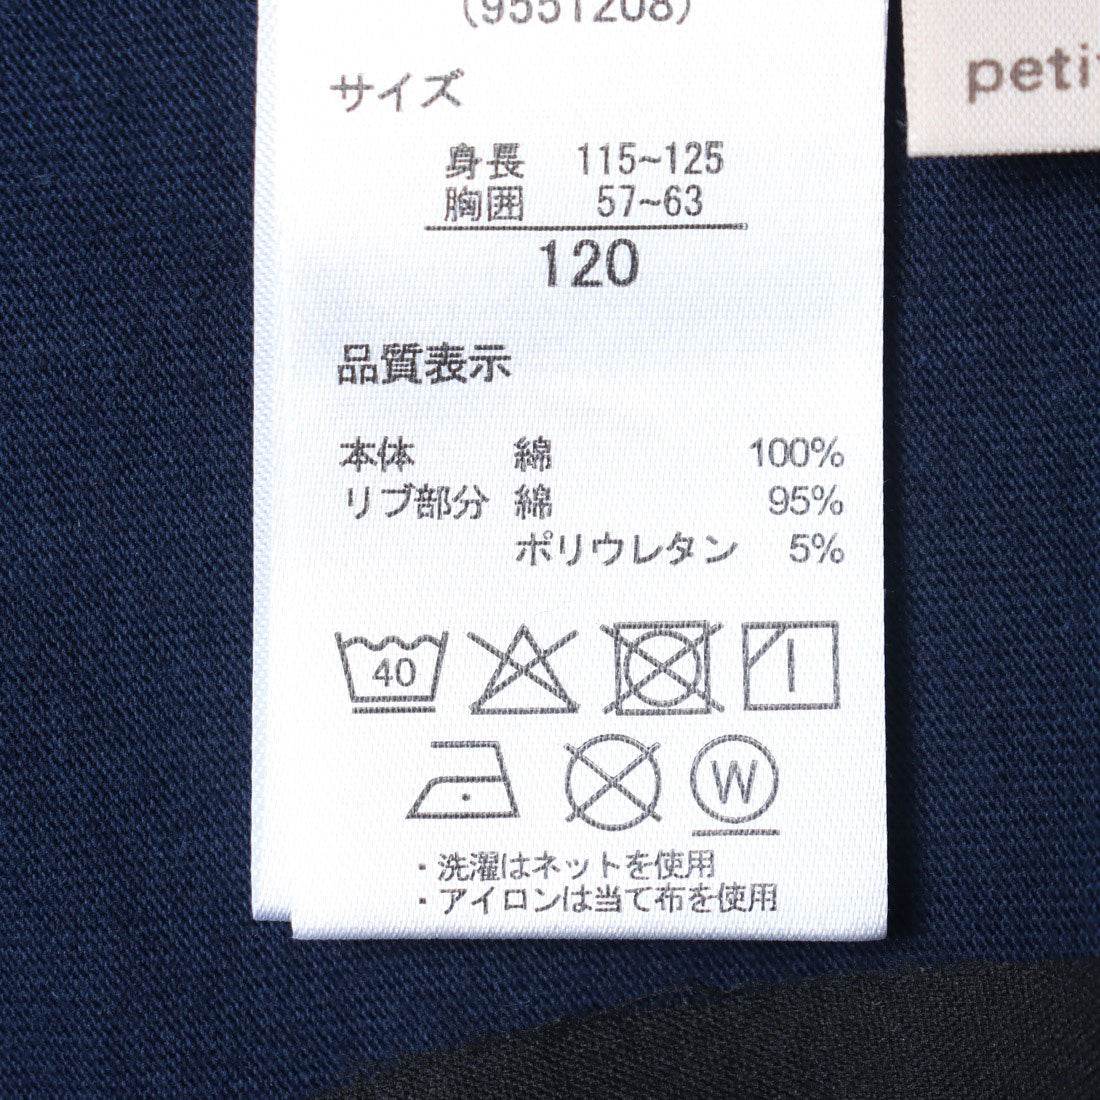 (9551208)
サイズ
身長 115~125
胸囲 57~63
120
品質表示
本体 綿 100%
リブ部分 綿 95%
ポリウレタン 5%
40
W
・洗濯はネットを使用
・アイロンは当て布を使用
peti